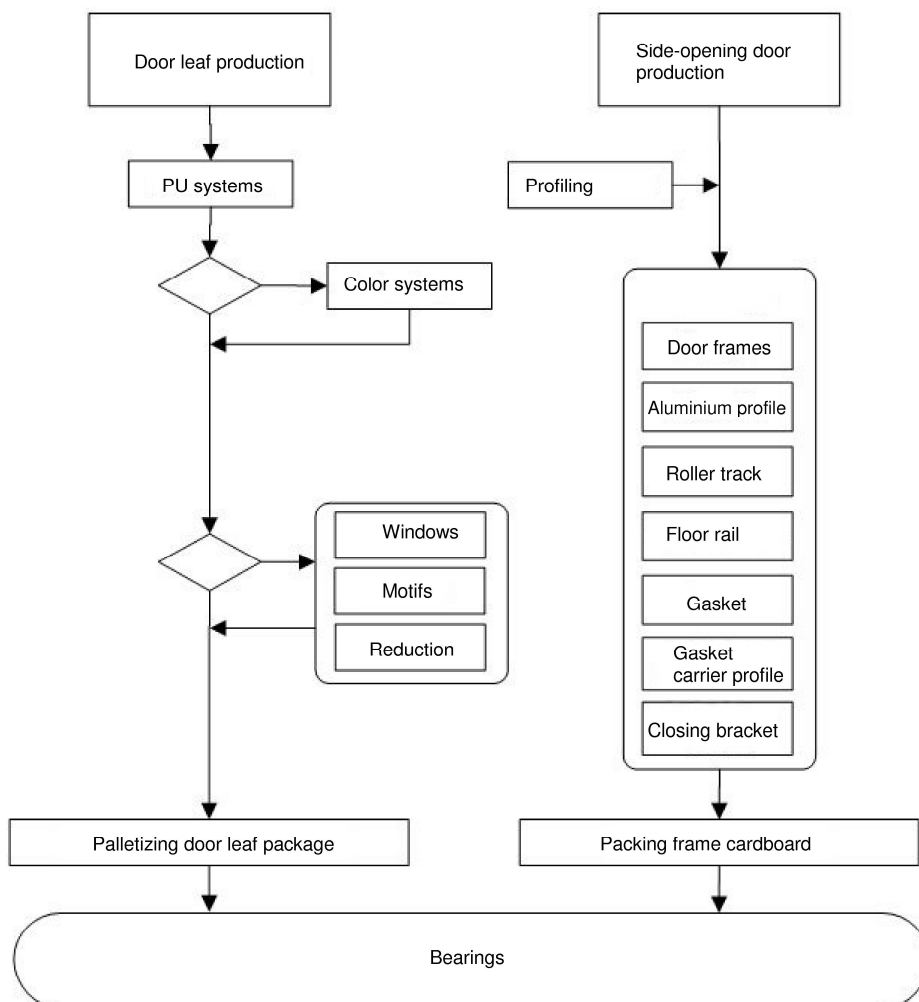 Door leaf production
PU systems
Color systems
Windows
Motifs
Reduction
Palletizing door leaf package
Side-opening door
production
Profiling
Door frames
Aluminium profile
Roller track
Floor rail
Gasket
Gasket
carrier profile
Closing bracket
Packing frame cardboard
Bearings